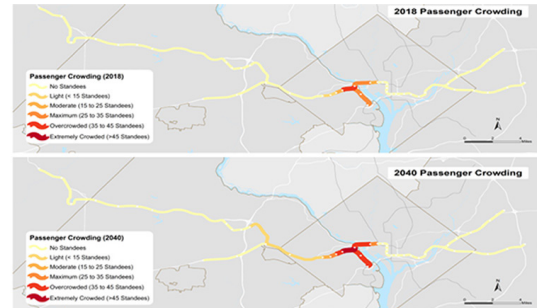 2018 Passenger Crowding
Passenger Crowding (2018)
No Standees
Light (< 15 Standees)
Moderate (15 to 25 Standees)
Maximum (25 to 35 Standees)
Overcrowded (35 to 45 Standees)
Extremely Crowded (>45 Standees)
2040 Passenger Crowding
Passenger Crowding (2040)
No Standees
Light (< 15 Standees)
Moderate (15 to 25 Standees)
Maximum (25 to 35 Standees)
Overcrowded (35 to 45 Standees)
Extremely Crowded (>45 Standees)